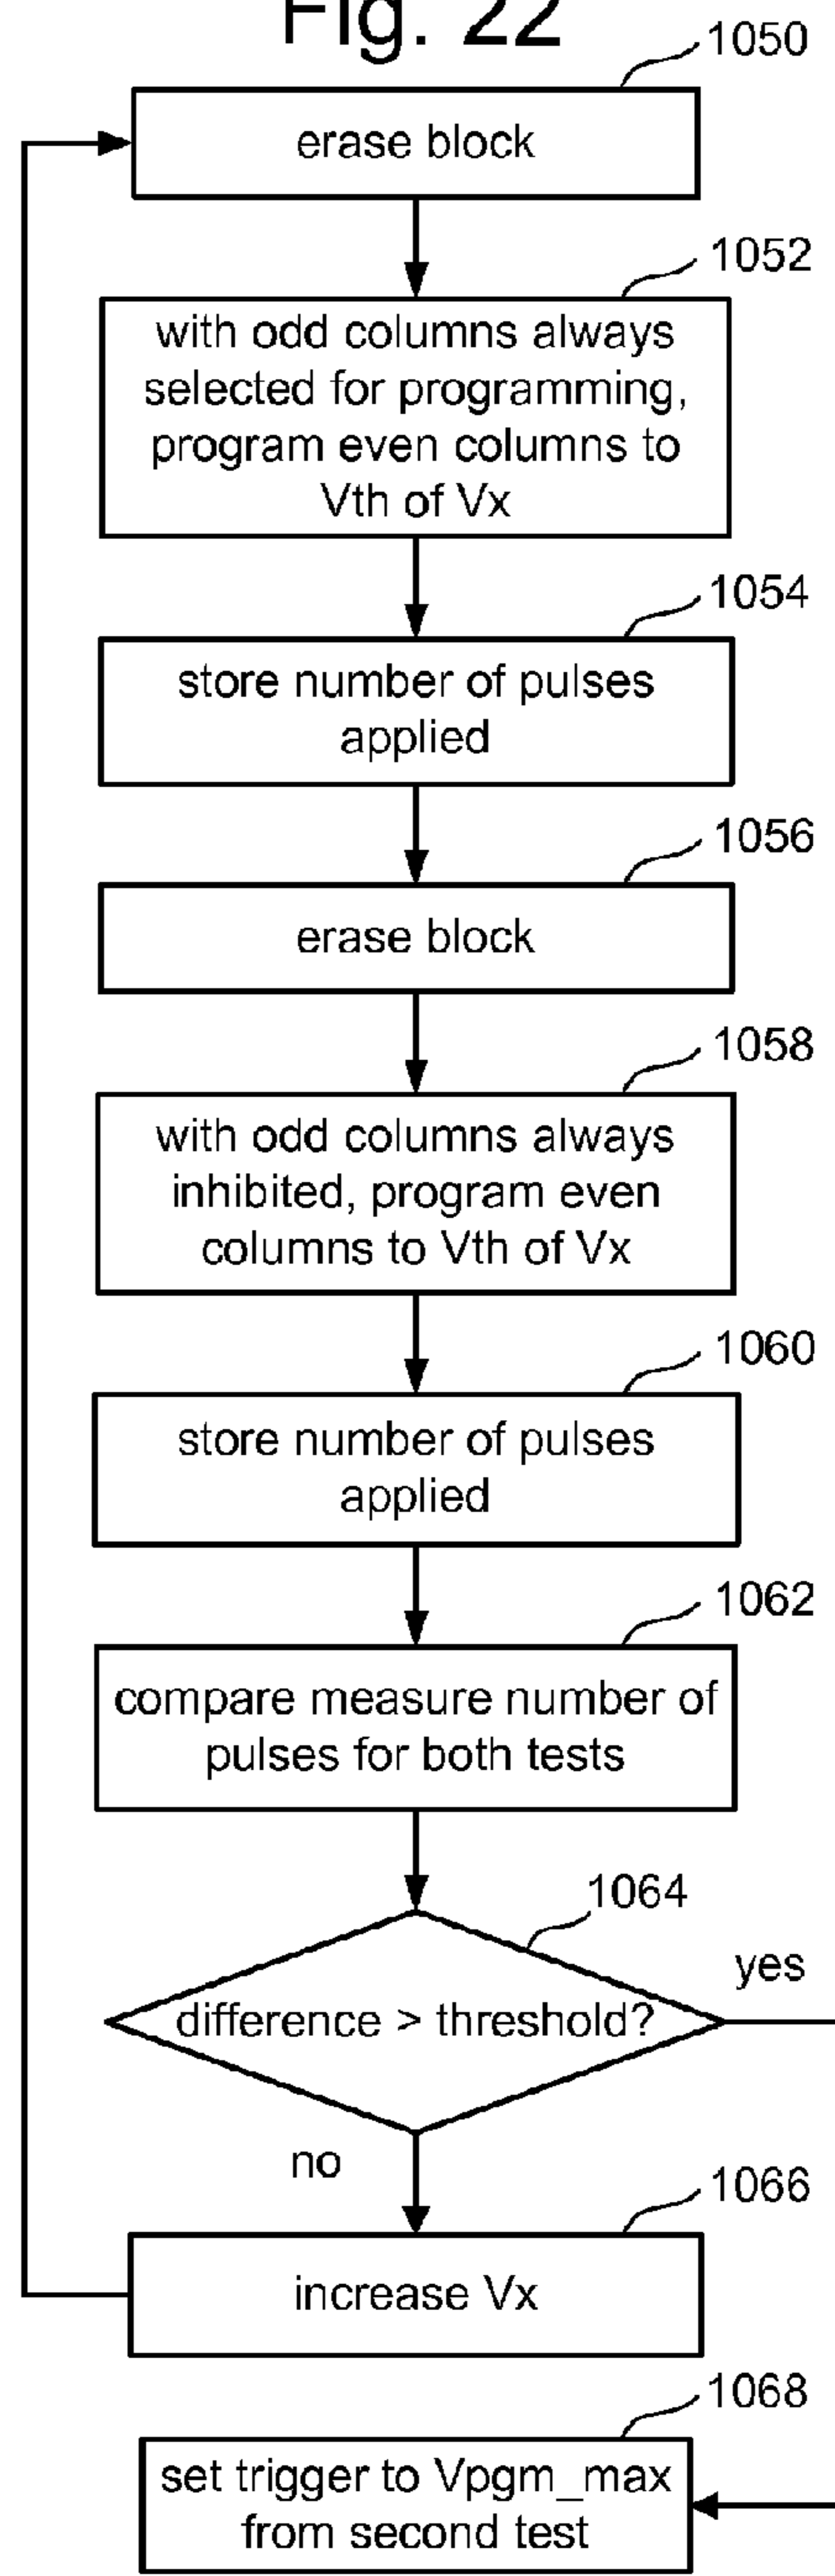 Fig. 22
1050
erase block
1052
with odd columns always
selected for programming,
program even columns to
Vth of Vx
1054
store number of pulses
applied
1056
erase block
1058
with odd columns always
inhibited, program even
columns to Vth of Vx
1060
store number of pulses
applied
1062
compare measure number of
pulses for both tests
1064
yes
difference > threshold?
no
1066
increase Vx
1068
set trigger to Vpgm_max
from second test